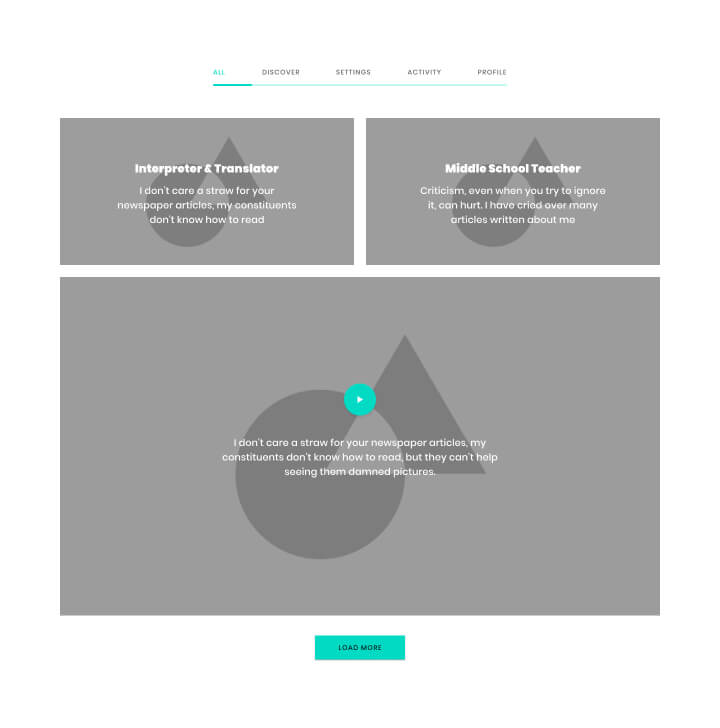 ALL DISCOVER SETTINGS ACTIVITY PROFILE
Interpreter & Translator
I don't care a straw for your
newspaper articles, my constituents
don't know how to read
Middle School Teacher
Criticism, even when you try to ignore
it, can hurt. I have cried over many
articles written about me
I don't care a straw for your newspaper articles, my
constituents don't know how to read, but they can't help
seeing them damned pictures.
LOAD MORE